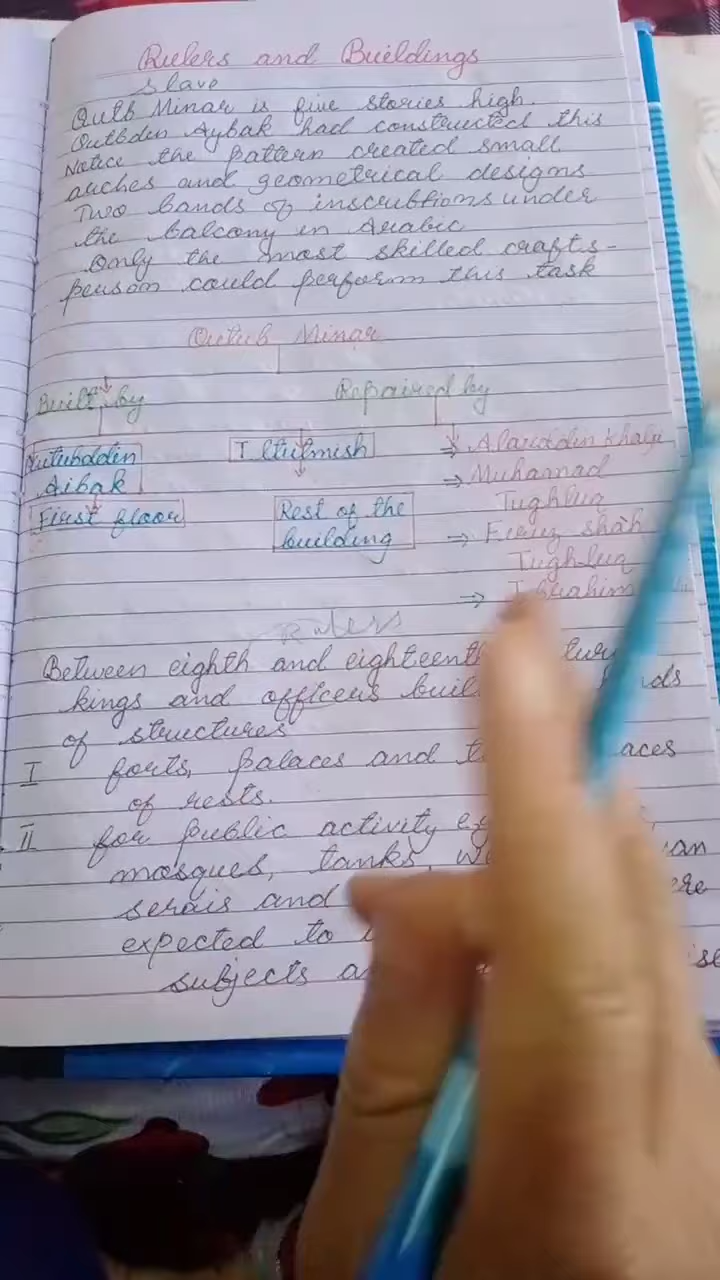 Rulers and Buildings
Slave
Qutb Minar is five stories high.
Qutbdin Aybak had constructed this
Notice the pattern created small
arches and geometrical designs
Two bands of inscrubtions under
the balcony in Arabic
Only the most skilled crafts-
person could perform this task
Qutub Minar
Built by Repaired by
Qutubddin Aibak
First floor
Iltutmish
Rest of the building
⇒ Alauddin Khalji
⇒ Muhamad Tughluq
⇒ Firuz shah Tughluq
⇒ Ibrahim
Rulers
Between eighth and eighteenth
kings and officers
of structures
I forts, palaces and
of rests.
II for public activity
mosques, tanks,
serais and
expected to
subjects